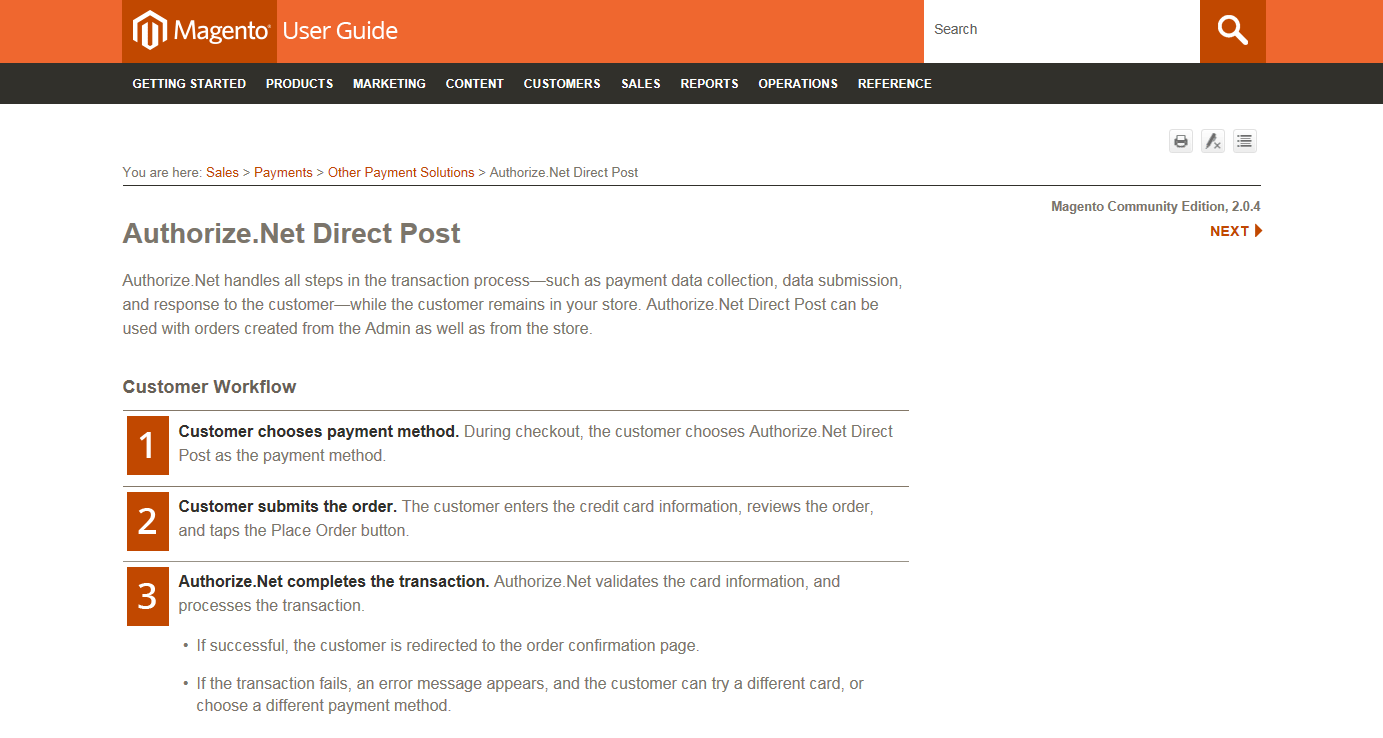 Magento® User Guide
Search
GETTING STARTED PRODUCTS MARKETING CONTENT CUSTOMERS SALES REPORTS OPERATIONS REFERENCE
You are here: Sales > Payments > Other Payment Solutions > Authorize.Net Direct Post
Magento Community Edition, 2.0.4
NEXT
Authorize.Net Direct Post
Authorize.Net handles all steps in the transaction process—such as payment data collection, data submission,
and response to the customer—while the customer remains in your store. Authorize.Net Direct Post can be
used with orders created from the Admin as well as from the store.
Customer Workflow
1 Customer chooses payment method. During checkout, the customer chooses Authorize.Net Direct
Post as the payment method.
2 Customer submits the order. The customer enters the credit card information, reviews the order,
and taps the Place Order button.
3 Authorize.Net completes the transaction. Authorize.Net validates the card information, and
processes the transaction.
• If successful, the customer is redirected to the order confirmation page.
• If the transaction fails, an error message appears, and the customer can try a different card, or
choose a different payment method.